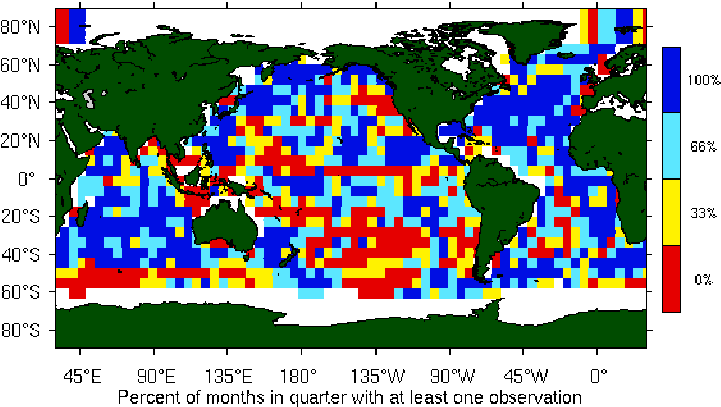 80°N
60°N
40°N
20°N
0°
20°S
40°S
60°S
80°S
100%
66%
33%
0%
45°E 90°E 135°E 180° 135°W 90°W 45°W 0°
Percent of months in quarter with at least one observation